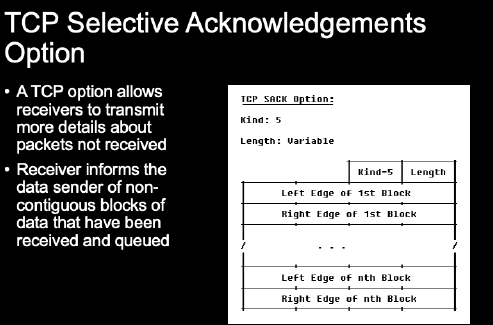 TCP Selective Acknowledgements
Option
• A TCP option allows
receivers to transmit
more details about
packets not received
• Receiver informs the
data sender of non-
contiguous blocks of
data that have been
received and queued
TCP SACK Option:
Kind: 5
Length: Variable
Kind=5 Length
Left Edge of 1st Block
Right Edge of 1st Block
/ . . . /
Left Edge of nth Block
Right Edge of nth Block